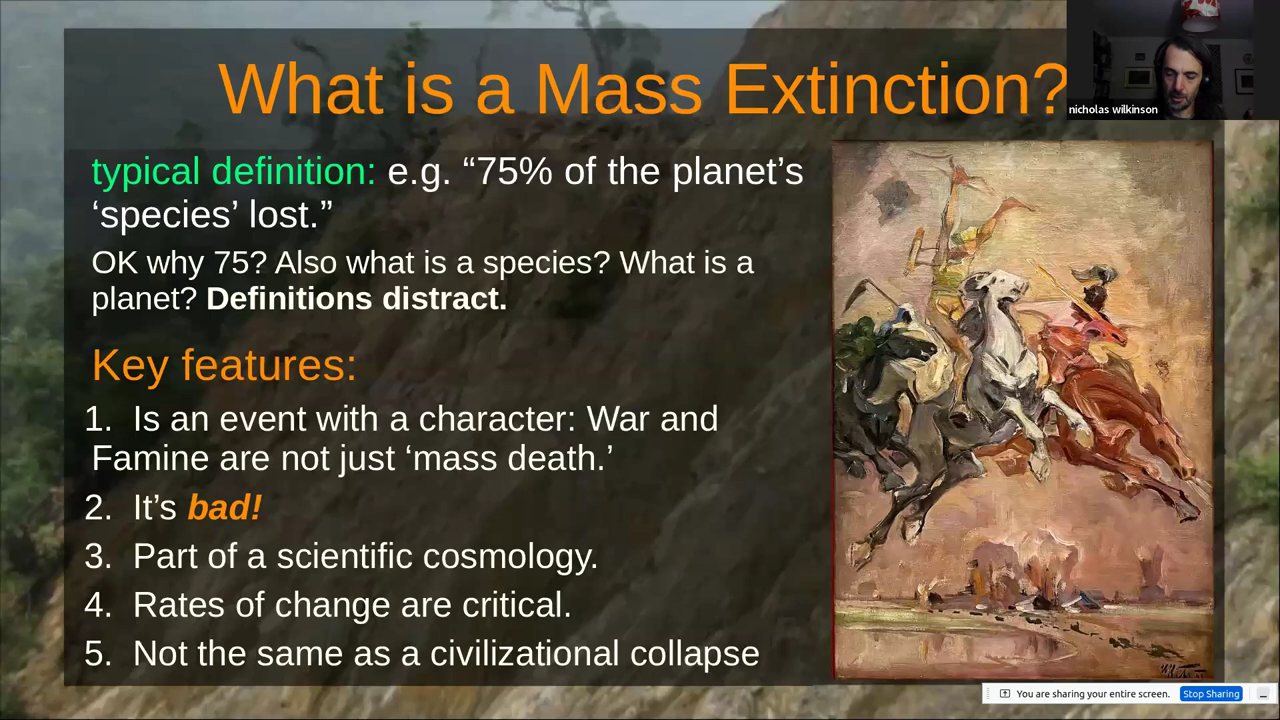 What is a Mass Extinction?
nicholas wilkinson
typical definition: e.g. “75% of the planet’s
‘species’ lost.”
OK why 75? Also what is a species? What is a
planet? Definitions distract.
Key features:
1. Is an event with a character: War and
Famine are not just ‘mass death.’
2. It’s bad!
3. Part of a scientific cosmology.
4. Rates of change are critical.
5. Not the same as a civilizational collapse
You are sharing your entire screen. Stop Sharing